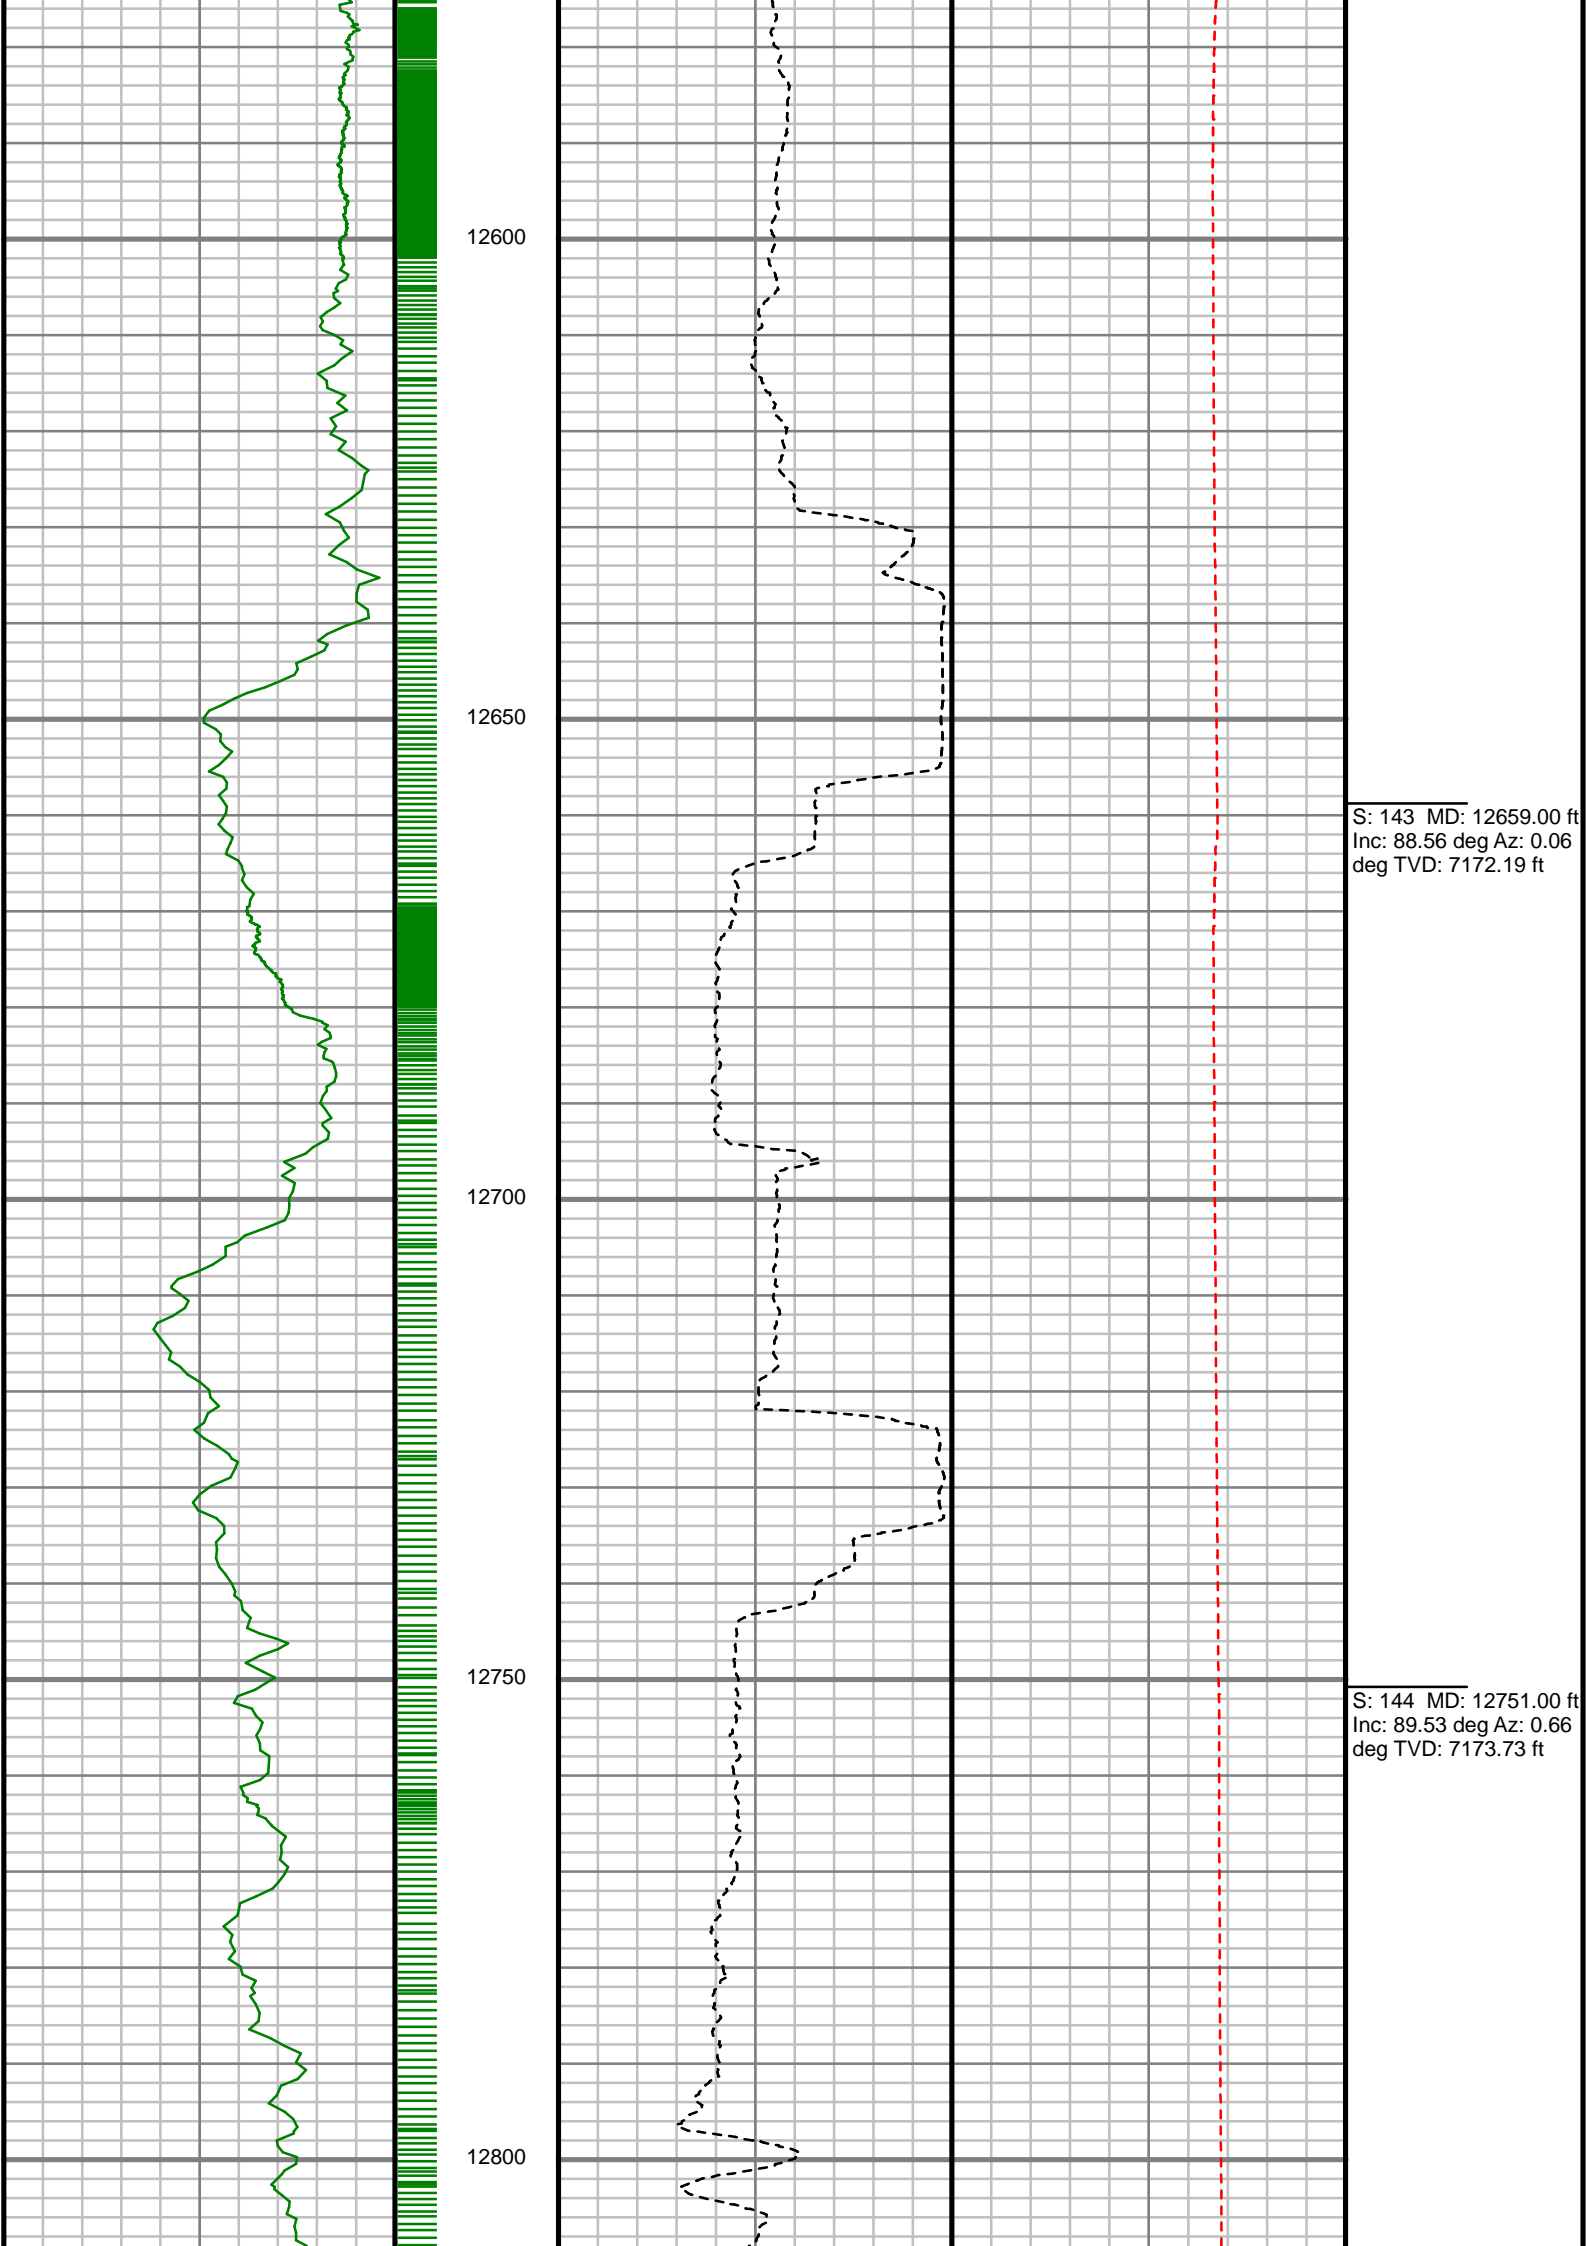 12600
12650
S: 143 MD: 12659.00 ft
Inc: 88.56 deg Az: 0.06
deg TVD: 7172.19 ft
12700
12750
S: 144 MD: 12751.00 ft
Inc: 89.53 deg Az: 0.66
deg TVD: 7173.73 ft
12800